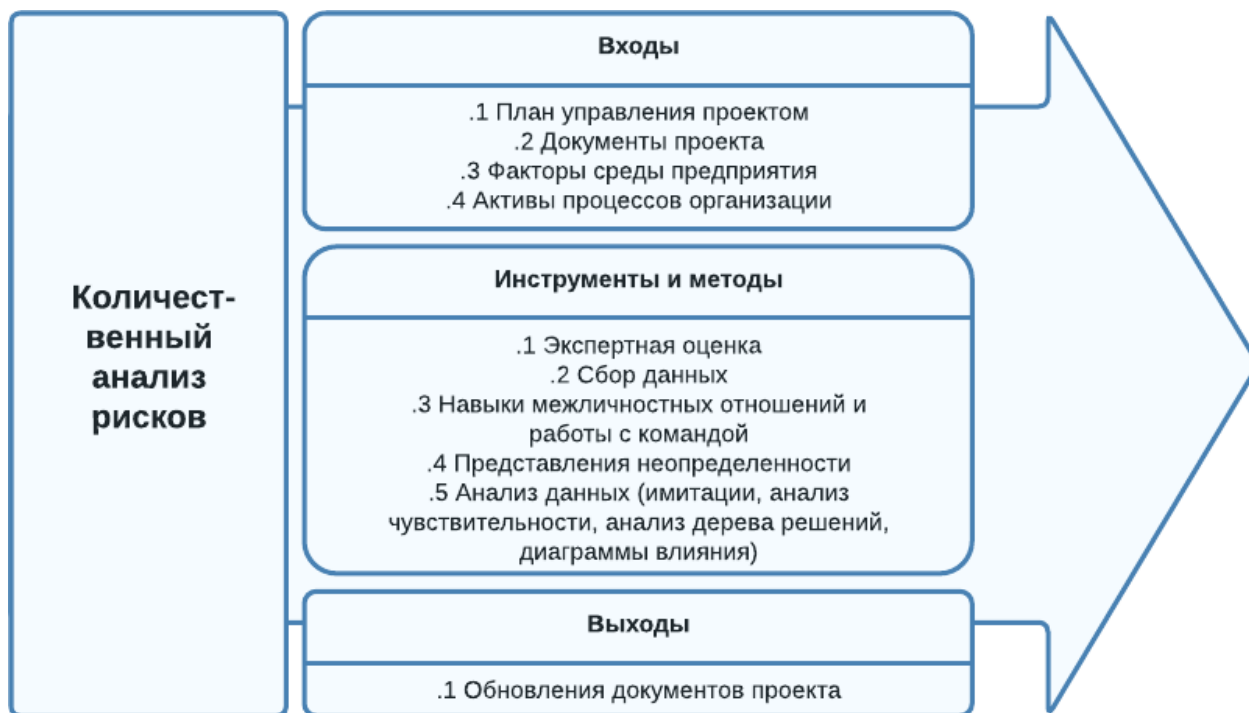 Количест-
венный
анализ
рисков
Входы
.1 План управления проектом
.2 Документы проекта
.3 Факторы среды предприятия
.4 Активы процессов организации
Инструменты и методы
.1 Экспертная оценка
.2 Сбор данных
.3 Навыки межличностных отношений и
работы с командой
.4 Представления неопределенности
.5 Анализ данных (имитации, анализ
чувствительности, анализ дерева решений,
диаграммы влияния)
Выходы
.1 Обновления документов проекта